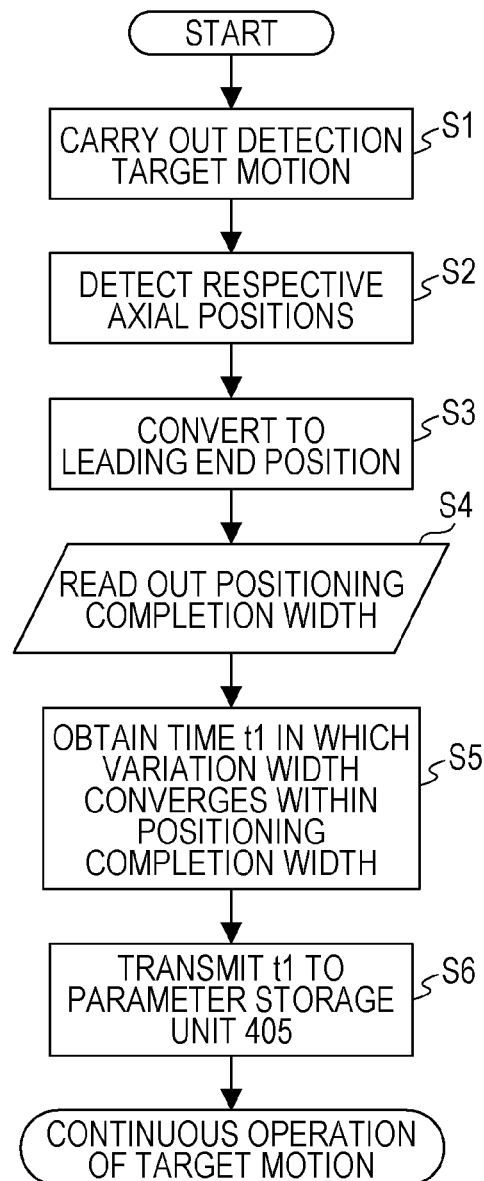 START
S1
CARRY OUT DETECTION
TARGET MOTION
S2
DETECT RESPECTIVE
AXIAL POSITIONS
S3
CONVERT TO
LEADING END POSITION
S4
READ OUT POSITIONING
COMPLETION WIDTH
S5
OBTAIN TIME t1 IN WHICH
VARIATION WIDTH
CONVERGES WITHIN
POSITIONING
COMPLETION WIDTH
S6
TRANSMIT t1 TO
PARAMETER STORAGE
UNIT 405
CONTINUOUS OPERATION
OF TARGET MOTION